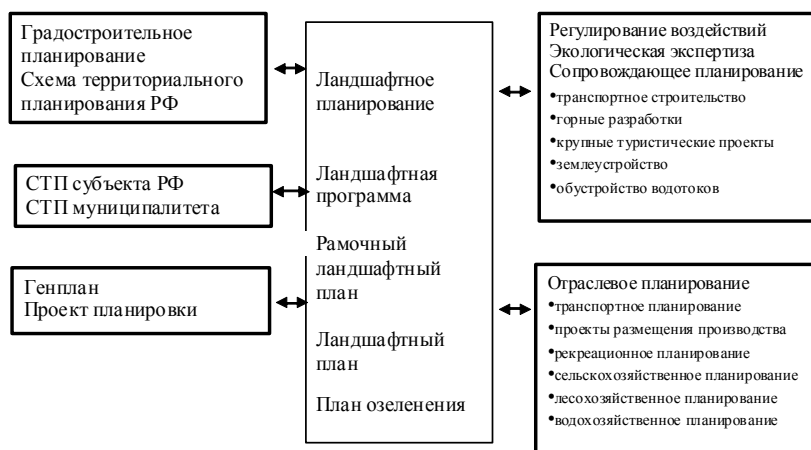 Градостроительное
планирование
Схема территориального
планирования РФ
СТП субъекта РФ
СТП муниципалитета
Генплан
Проект планировки
Ландшафтное
планирование
Ландшафтная
программа
Рамочный
ландшафтный
план
Ландшафтный
план
План озеленения
Регулирование воздействий
Экологическая экспертиза
Сопровождающее планирование
•транспортное строительство
•горные разработки
•крупные туристические проекты
•землеустройство
•обустройство водотоков
Отраслевое планирование
•транспортное планирование
•проекты размещения производства
•рекреационное планирование
•сельскохозяйственное планирование
•лесохозяйственное планирование
•водохозяйственное планирование